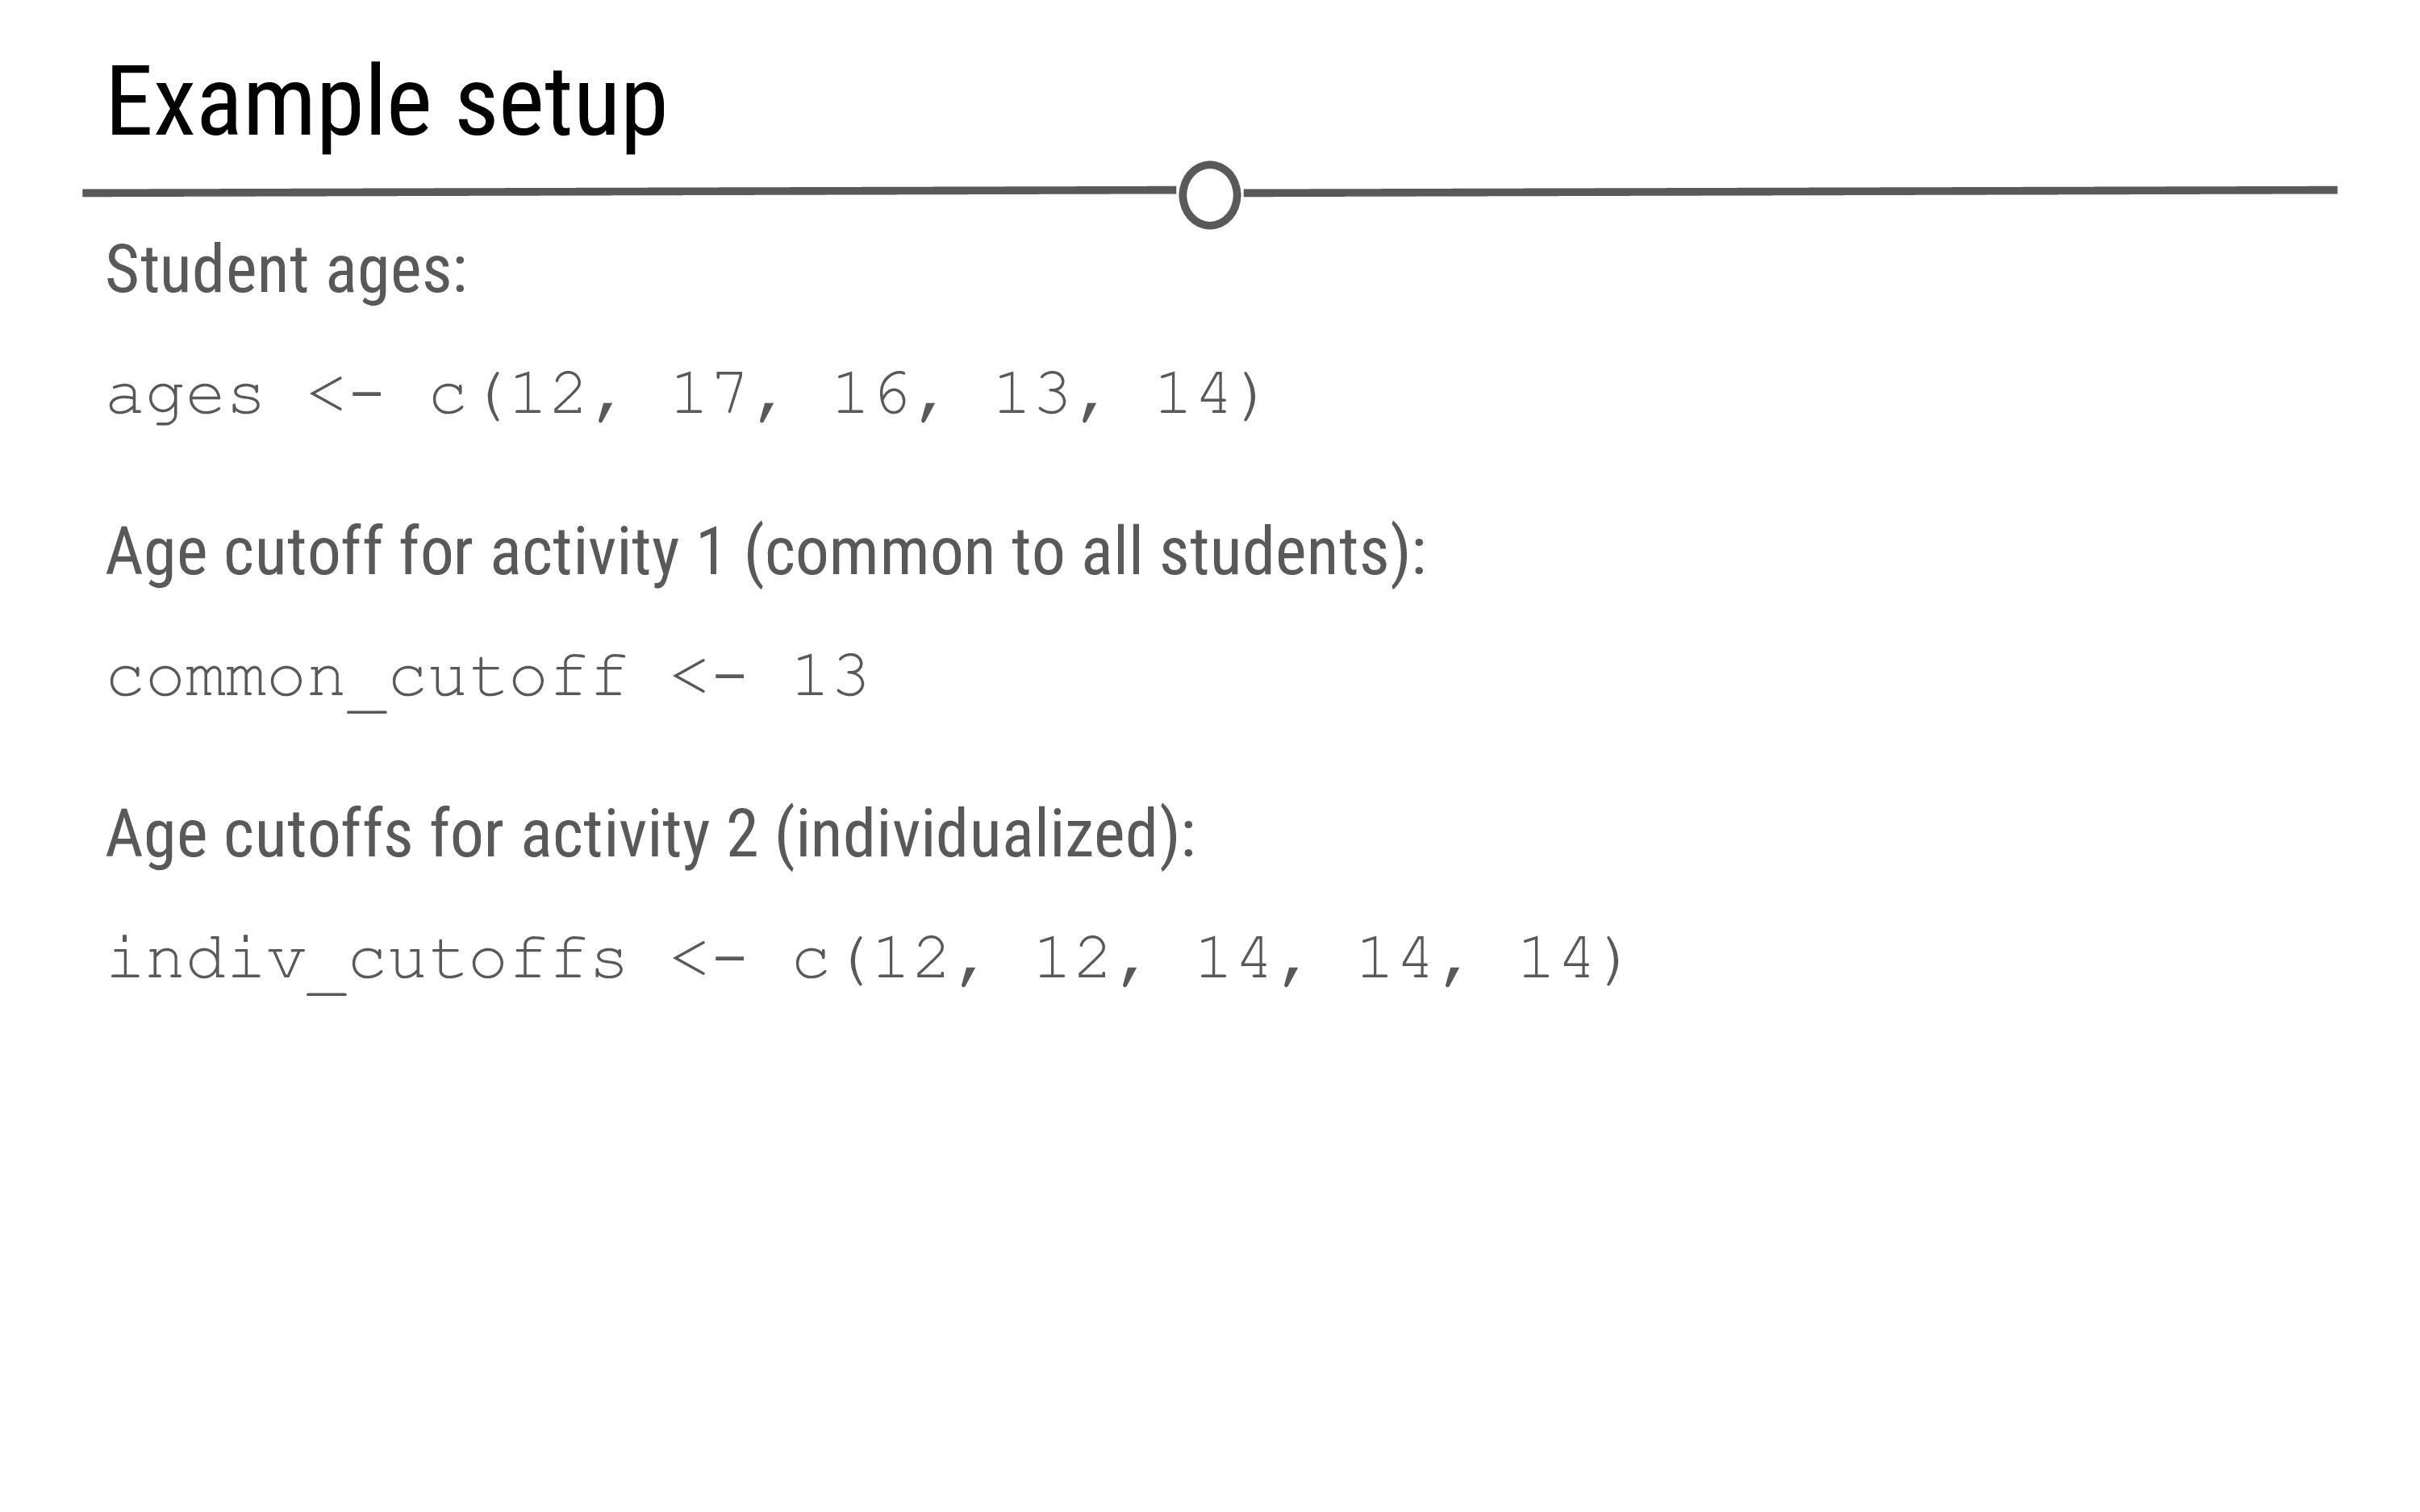 Example setup
Student ages:
ages <- c(12, 17, 16, 13, 14)
Age cutoff for activity 1 (common to all students):
common_cutoff <- 13
Age cutoffs for activity 2 (individualized):
indiv_cutoffs <- c(12, 12, 14, 14, 14)